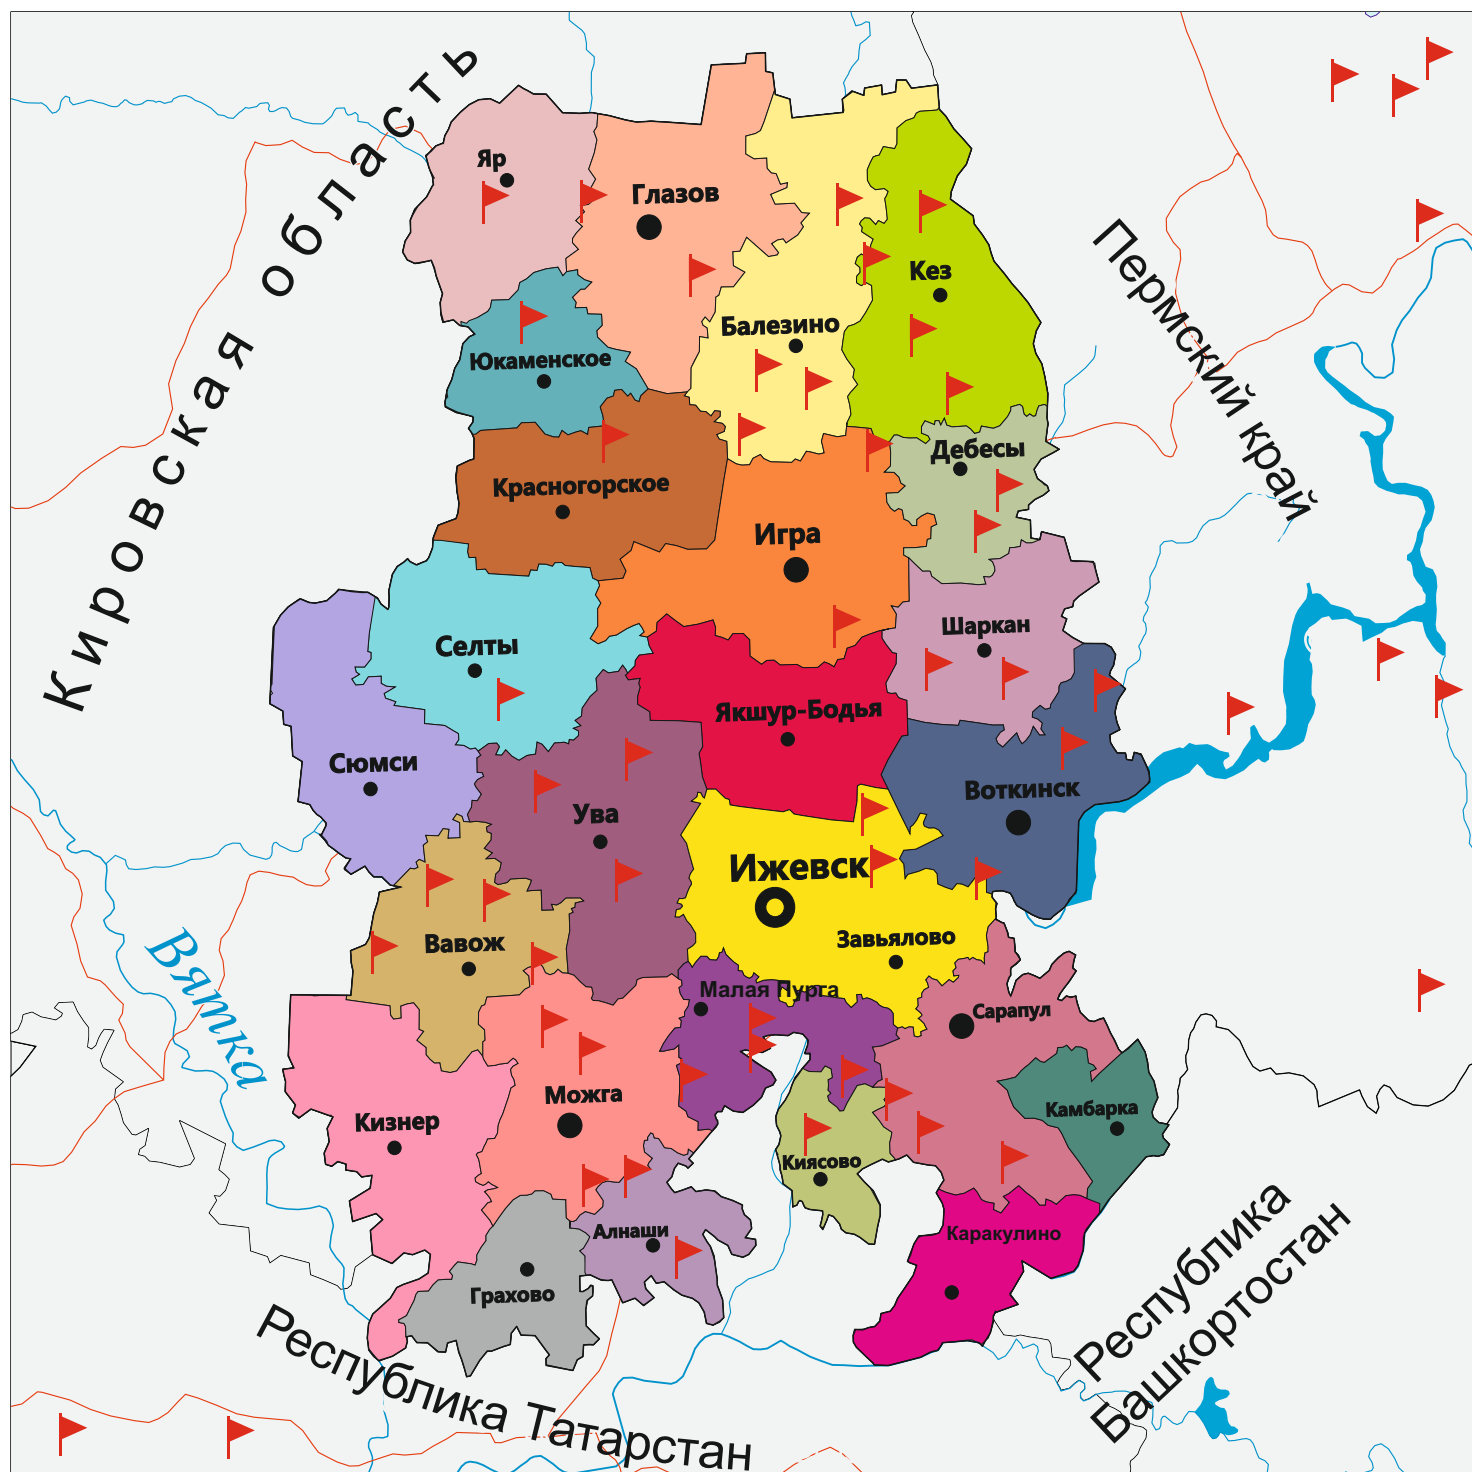 Кировская область
Яр
Глазов
Пермский край
Кез
Балезино
Юкаменское
Дебесы
Красногорское
Игра
Шаркан
Селты
Якшур-Бодья
Сюмси
Воткинск
Ува
Ижевск
Завьялово
Вавож
Вятка
Малая Пурга
Сарапул
Можга
Камбарка
Кизнер
Киясово
Алнаши
Каракулино
Грахово
Республика
Башкортостан
Республика Татарстан